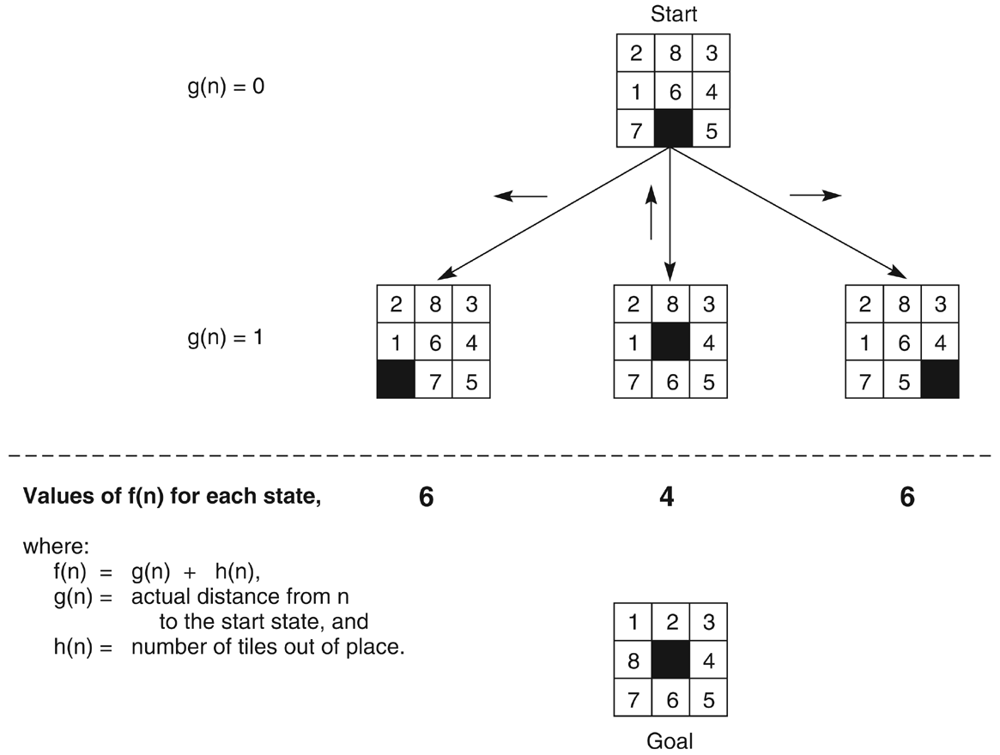 Start
2 8 3
g(n) = 0
1 6 4
7 5
2 8 3 2 8 3 2 8 3
g(n) = 1
1 6 4 1 4 1 6 4
7 5 7 6 5 7 5
Values of f(n) for each state, 6 4 6
where:
f(n) = g(n) + h(n),
g(n) = actual distance from n
to the start state, and
h(n) = number of tiles out of place.
1 2 3
8 4
7 6 5
Goal